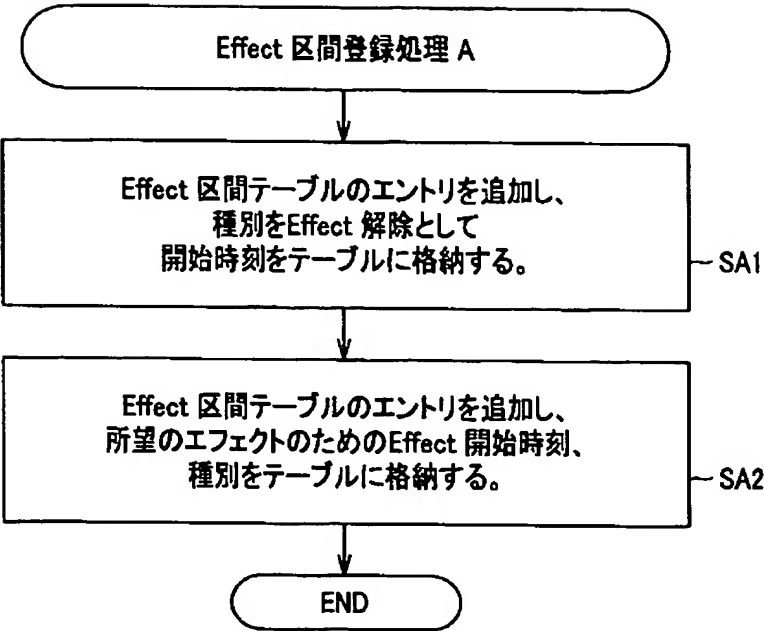 Effect 区間登録処理 A
Effect 区間テーブルのエントリを追加し、
種別をEffect 解除として
開始時刻をテーブルに格納する。
SA1
Effect 区間テーブルのエントリを追加し、
所望のエフェクトのためのEffect 開始時刻、
種別をテーブルに格納する。
SA2
END